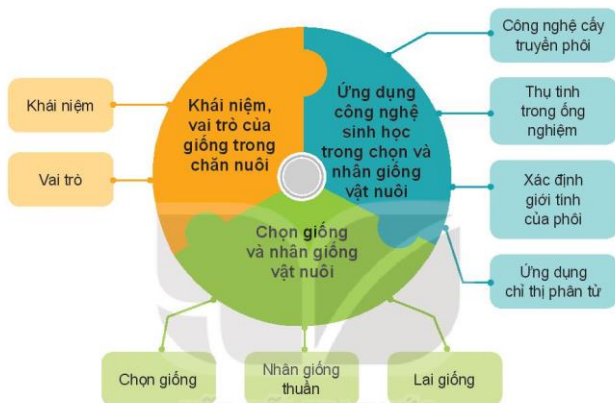 Công nghệ cấy
truyền phôi
Khái niệm
Khái niệm,
vai trò của
giống trong
chăn nuôi
Ứng dụng
công nghệ
sinh học
trong chọn và
nhân giống
vật nuôi
Thụ tinh
trong ống
nghiệm
Vai trò
Xác định
giới tính
của phôi
Chọn giống
và nhân giống
vật nuôi
Ứng dụng
chỉ thị phân tử
Chọn giống
Nhân giống
thuần
Lai giống